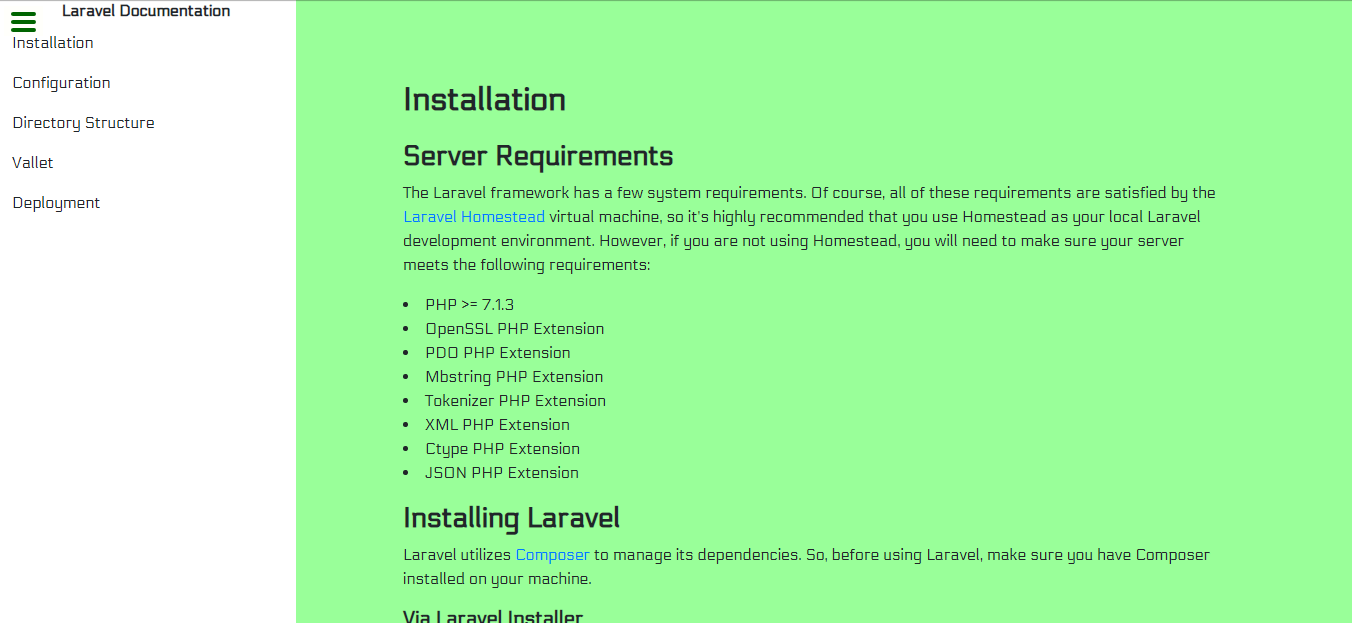 Laravel Documentation
Installation
Configuration
Directory Structure
Vallet
Deployment
Installation
Server Requirements
The Laravel framework has a few system requirements. Of course, all of these requirements are satisfied by the
Laravel Homestead virtual machine, so it's highly recommended that you use Homestead as your local Laravel
development environment. However, if you are not using Homestead, you will need to make sure your server
meets the following requirements:
• PHP >= 7.1.3
• OpenSSL PHP Extension
• PDO PHP Extension
• Mbstring PHP Extension
• Tokenizer PHP Extension
• XML PHP Extension
• Ctype PHP Extension
• JSON PHP Extension
Installing Laravel
Laravel utilizes Composer to manage its dependencies. So, before using Laravel, make sure you have Composer
installed on your machine.
Via Laravel Installer